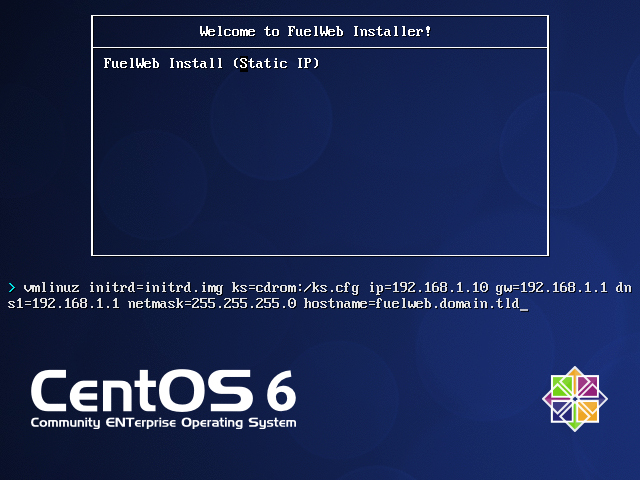 Welcome to FuelWeb Installer!
FuelWeb Install (Static IP)
> vmlinuz initrd=initrd.img ks=cdrom:/ks.cfg ip=192.168.1.10 gw=192.168.1.1 dn
s1=192.168.1.1 netmask=255.255.255.0 hostname=fuelweb.domain.tld_
CentOS 6
Community ENTerprise Operating System